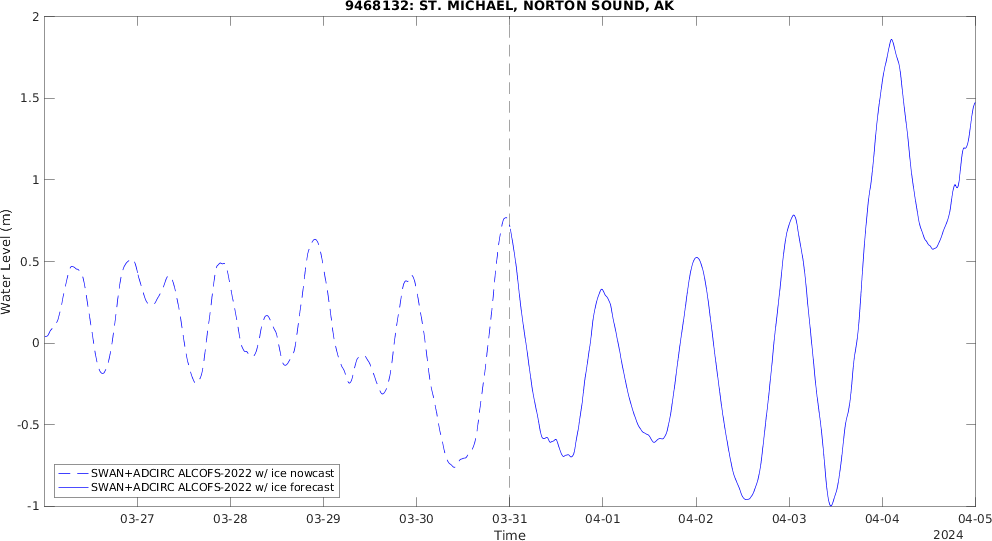 9468132: ST. MICHAEL, NORTON SOUND, AK
Water Level (m)
2
1.5
1
0.5
0
-0.5
-1
SWAN+ADCIRC ALCOFS-2022 w/ ice nowcast
SWAN+ADCIRC ALCOFS-2022 w/ ice forecast
03-27 03-28 03-29 03-30 03-31 04-01 04-02 04-03 04-04 04-05
Time
2024